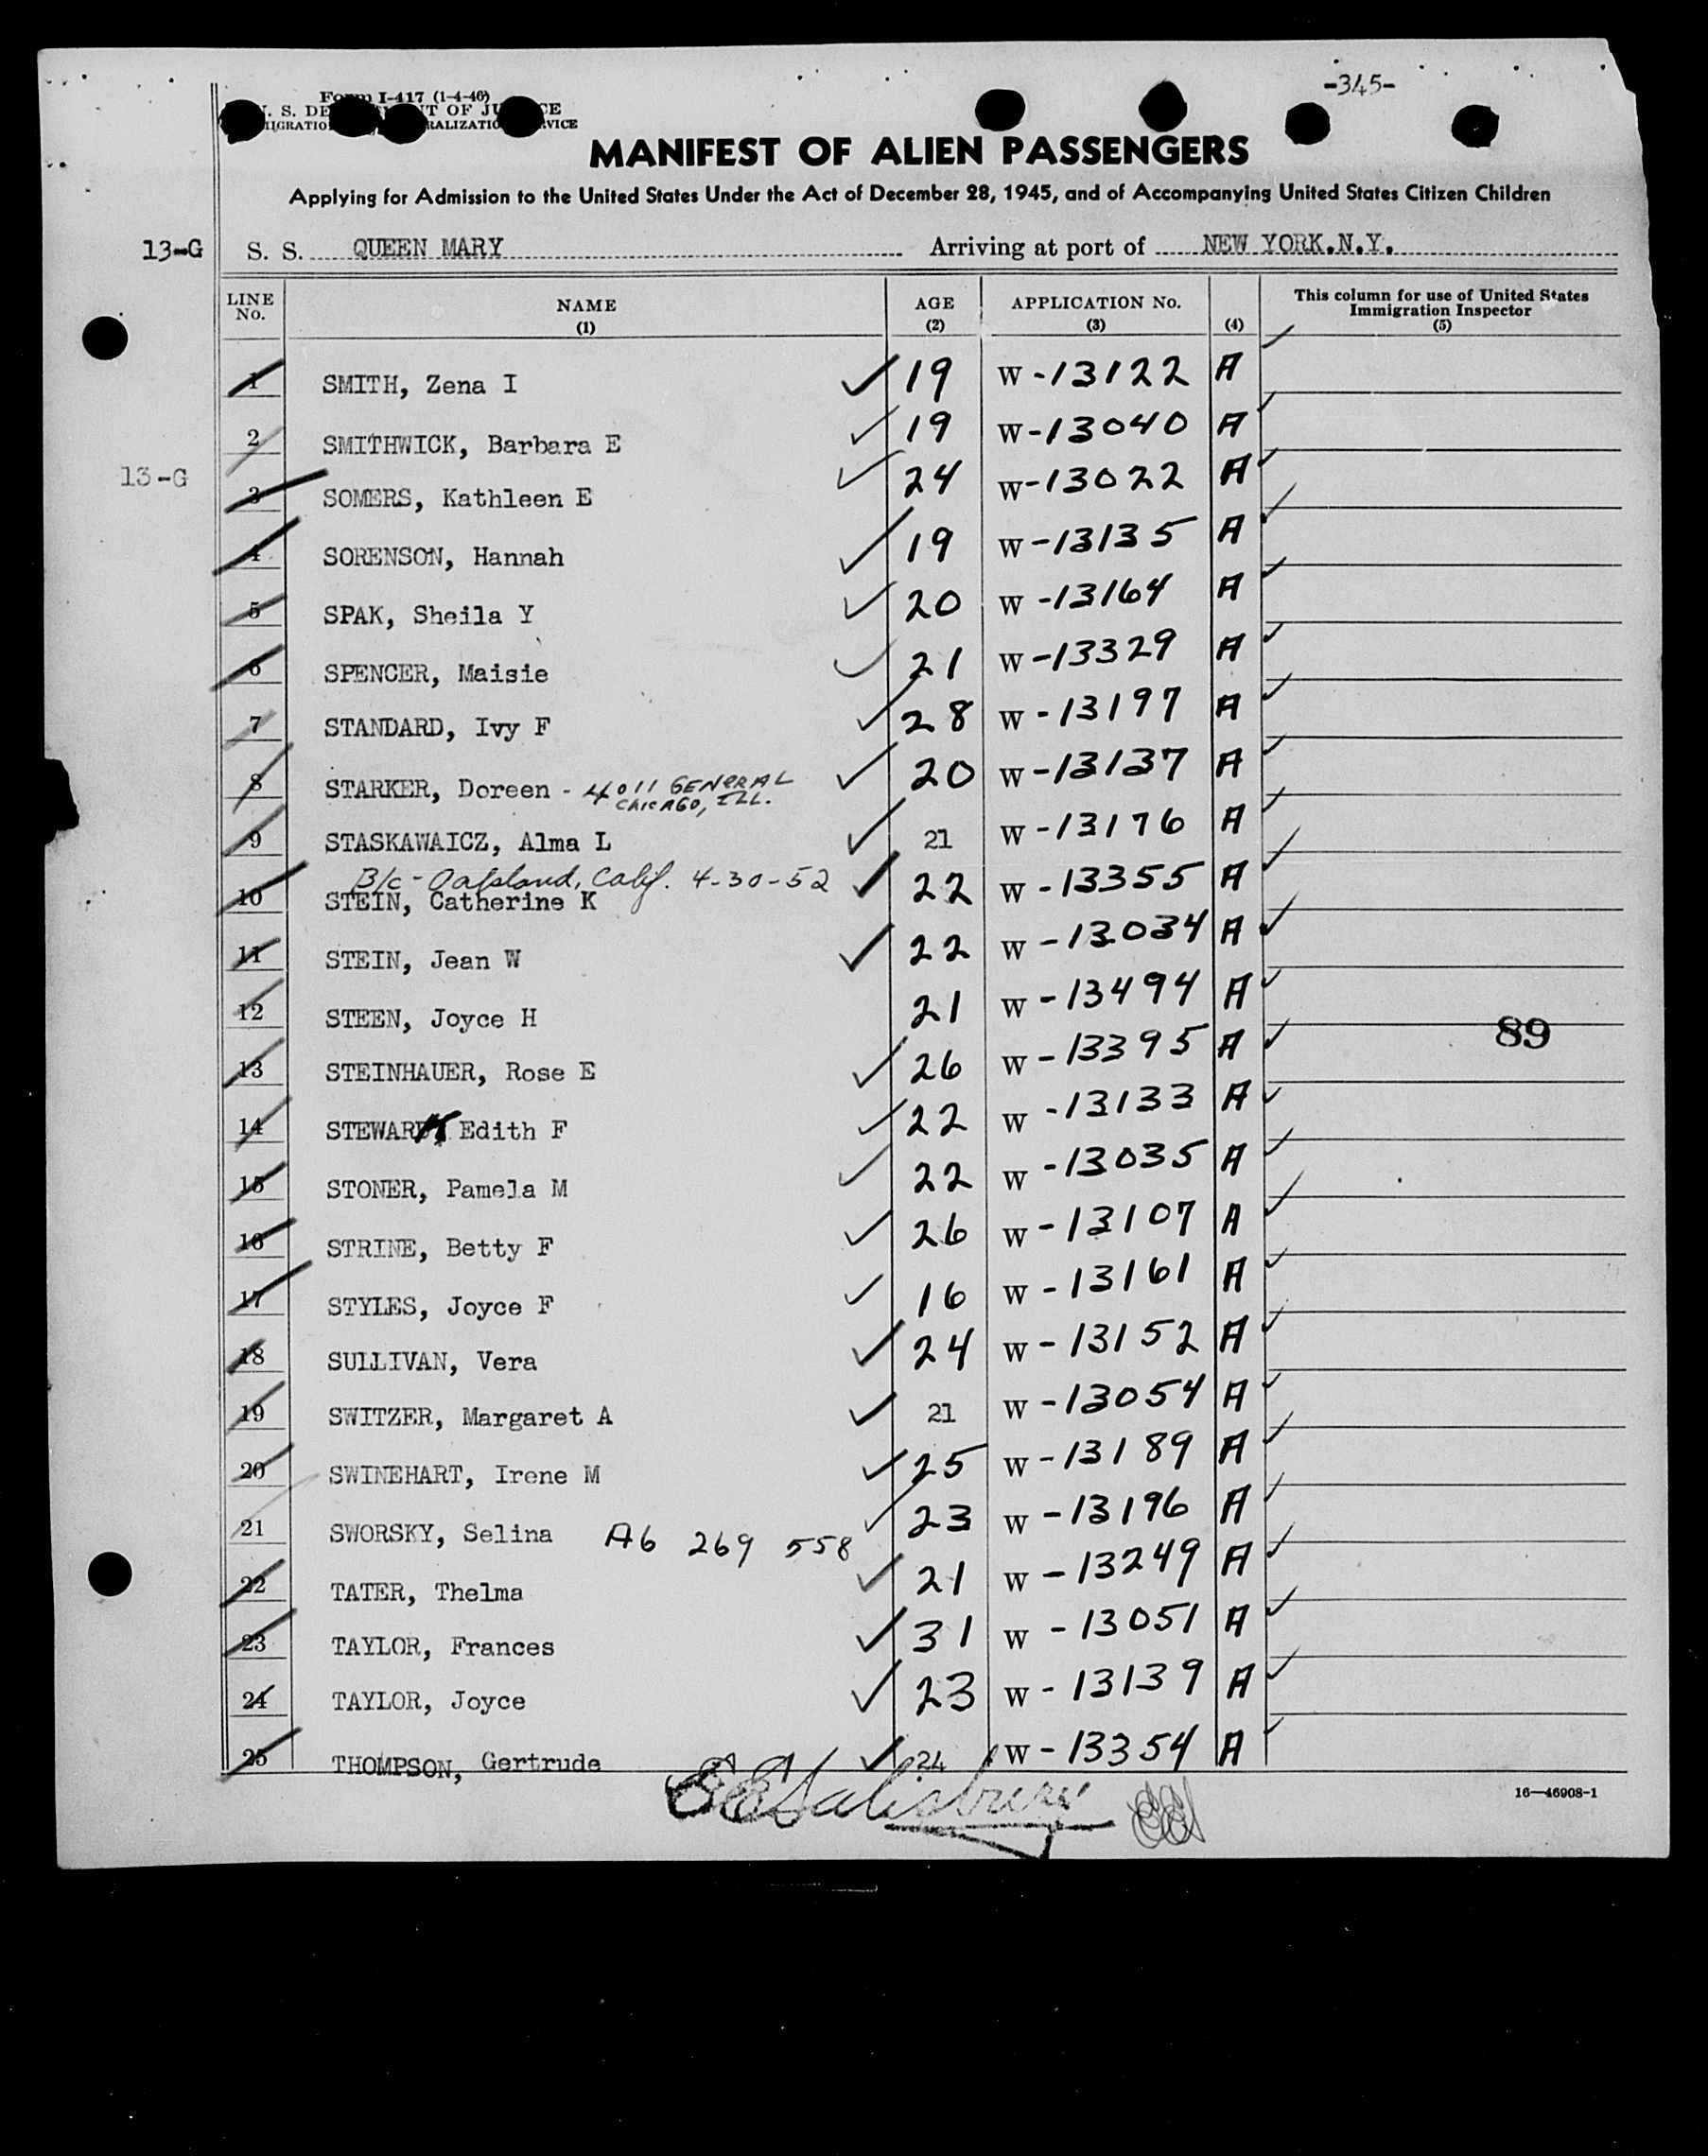 -345-
Form I-417 (1-4-46)
U. S. DEPARTMENT OF JUSTICE
IMMIGRATION NATURALIZATION SERVICE
MANIFEST OF ALIEN PASSENGERS
Applying for Admission to the United States Under the Act of December 28, 1945, and of Accompanying United States Citizen Children
13-G S. S. QUEEN MARY Arriving at port of NEW YORK.N.Y.
LINE No. NAME (1) AGE (2) APPLICATION No. (3) (4) This column for use of United States Immigration Inspector (5)
1 SMITH, Zena I ✓ 19 W-13122 A ✓
2 SMITHWICK, Barbara E ✓ 19 W-13040 A ✓
13-G
3 SOMERS, Kathleen E ✓ 24 W-13022 A ✓
4 SORENSON, Hannah ✓ 19 W-13135 A ✓
5 SPAK, Sheila Y ✓ 20 W-13164 A ✓
6 SPENCER, Maisie ✓ 21 W-13329 A ✓
7 STANDARD, Ivy F ✓ 28 W-13197 A ✓
8 STARKER, Doreen - 4011 GENERAL ✓ 20 W-13137 A ✓
CHICAGO, ILL.
9 STASKAWAICZ, Alma L ✓ 21 W-13176 A ✓
B/c - Oakland, Calif. 4-30-52
10 STEIN, Catherine K ✓ 22 W-13355 A ✓
11 STEIN, Jean W ✓ 22 W-13034 A ✓
12 STEEN, Joyce H 21 W-13494 A ✓
89
13 STEINHAUER, Rose E ✓ 26 W-13395 A ✓
14 STEWART, Edith F ✓ 22 W-13133 A ✓
15 STONER, Pamela M ✓ 22 W-13035 A ✓
16 STRINE, Betty F ✓ 26 W-13107 A ✓
17 STYLES, Joyce F ✓ 16 W-13161 A ✓
18 SULLIVAN, Vera ✓ 24 W-13152 A ✓
19 SWITZER, Margaret A ✓ 21 W-13054 A ✓
20 SWINEHART, Irene M ✓ 25 W-13189 A ✓
21 SWORSKY, Selina A6 269 558 ✓ 23 W-13196 A ✓
22 TATER, Thelma ✓ 21 W-13249 A ✓
23 TAYLOR, Frances ✓ 31 W-13051 A ✓
24 TAYLOR, Joyce ✓ 23 W-13139 A ✓
25 THOMPSON, Gertrude ✓ 24 W-13354 A ✓
E E Salisbury
16—46908-1